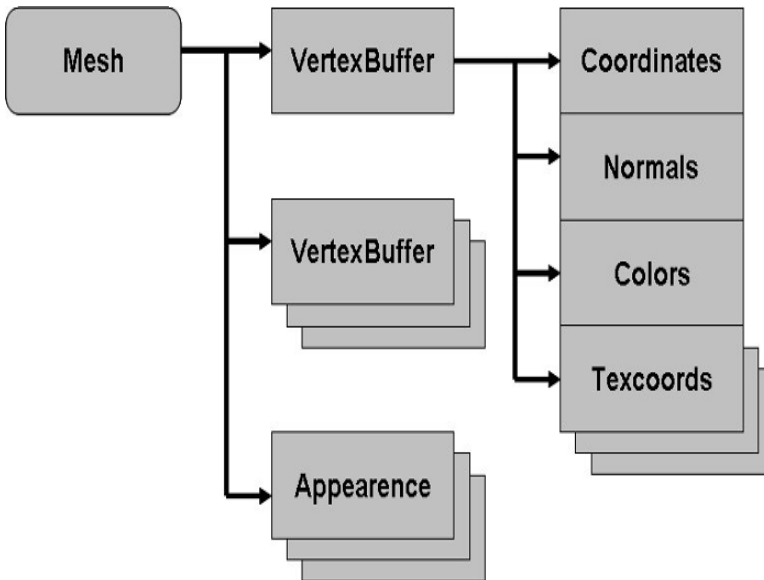 Mesh
VertexBuffer
Coordinates
Normals
VertexBuffer
Colors
Texcoords
Appearence